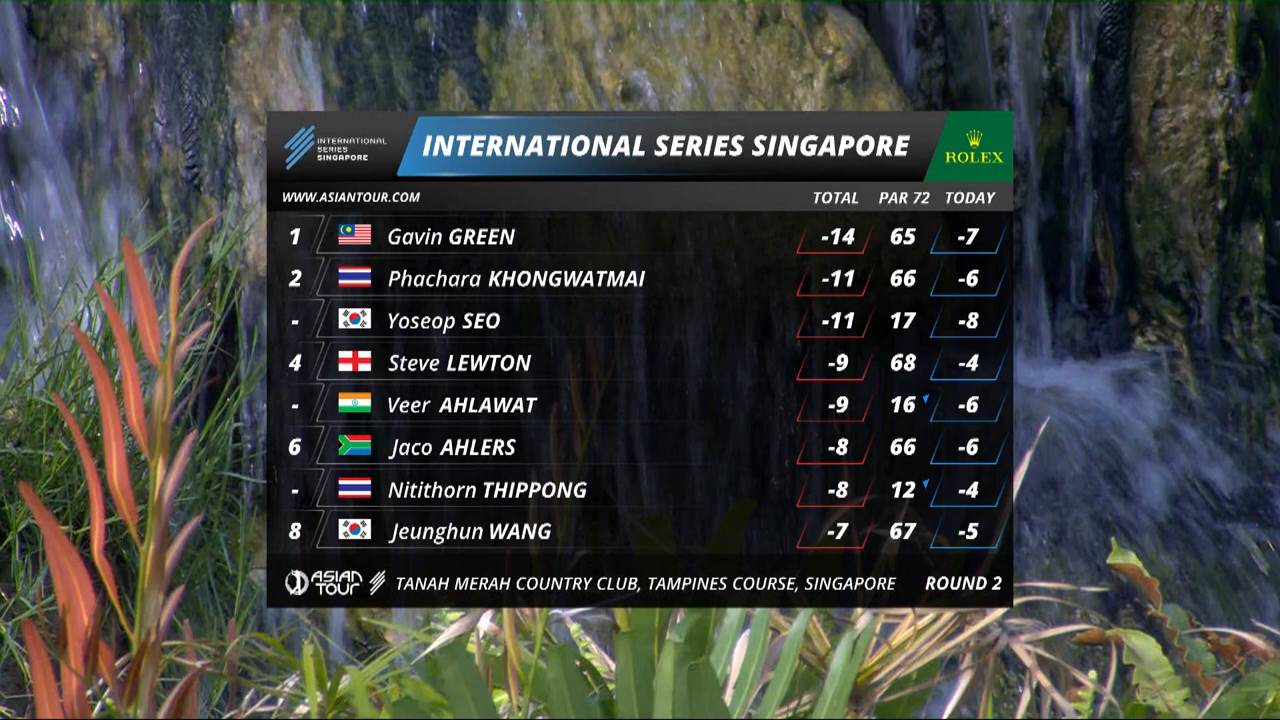 INTERNATIONAL
SERIES
SINGAPORE
INTERNATIONAL SERIES SINGAPORE
ROLEX
WWW.ASIANTOUR.COM TOTAL PAR 72 TODAY
1 Gavin GREEN -14 65 -7
2 Phachara KHONGWATMAI -11 66 -6
- Yoseop SEO -11 17 -8
4 Steve LEWTON -9 68 -4
- Veer AHLAWAT -9 16 -6
6 Jaco AHLERS -8 66 -6
- Nitithorn THIPPONG -8 12 -4
8 Jeunghun WANG -7 67 -5
ASIAN
TOUR
TANAH MERAH COUNTRY CLUB, TAMPINES COURSE, SINGAPORE ROUND 2